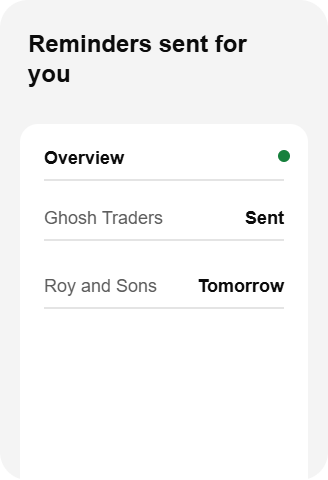 Reminders sent for
you
Overview
Ghosh Traders Sent
Roy and Sons Tomorrow